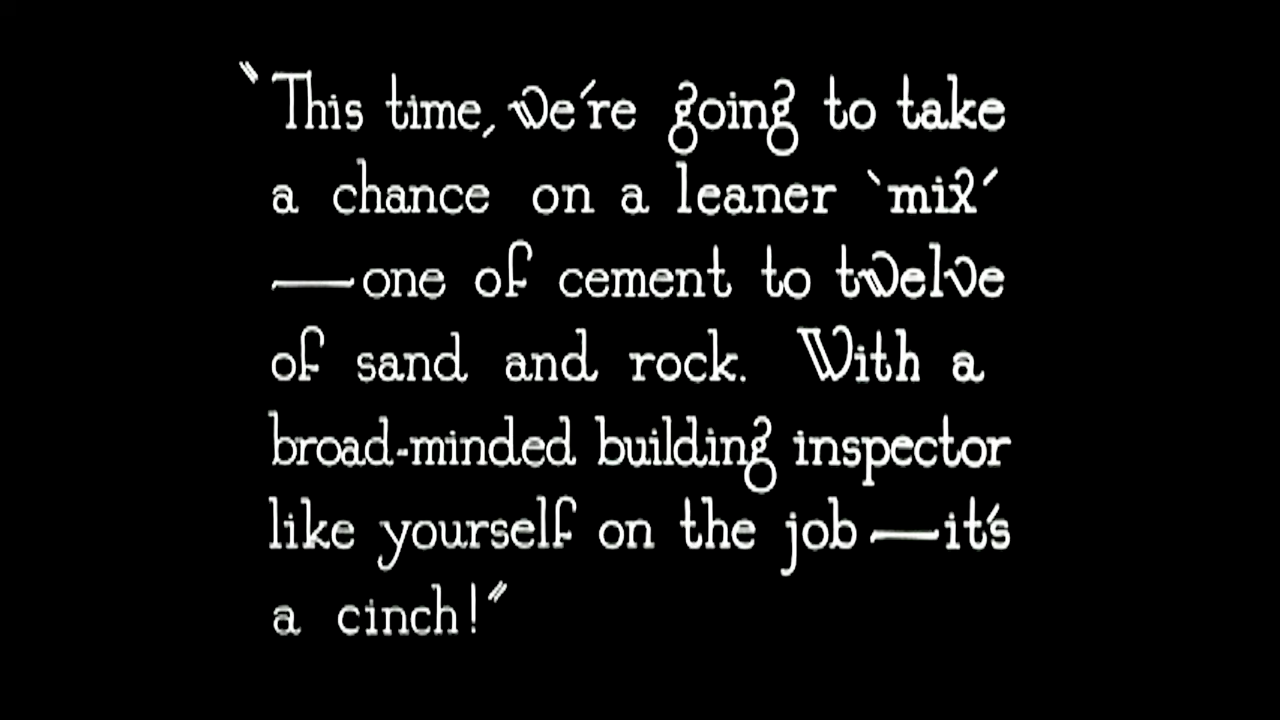 "This time, we're going to take
a chance on a leaner 'mix'
—one of cement to twelve
of sand and rock. With a
broad-minded building inspector
like yourself on the job—it's
a cinch!"